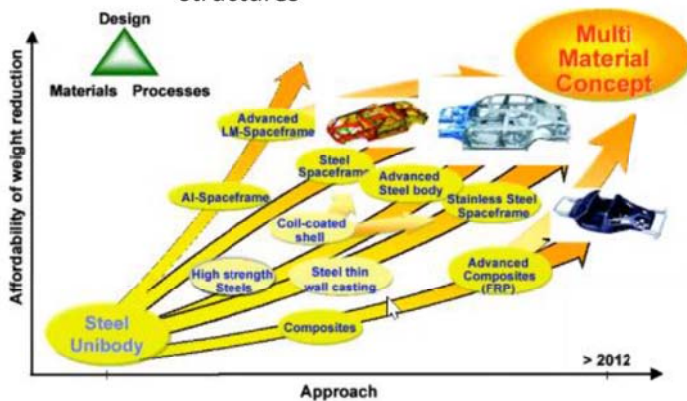 Structures
Design
Materials Processes
Multi
Material
Concept
Advanced
LM-Spaceframe
Steel
Spaceframe
Advanced
Steel body
Al-Spaceframe
Stainless Steel
Spaceframe
Coil-coated
shell
High strength
Steels
Steel thin
wall casting
Advanced
Composites
(FRP)
Steel
Unibody
Composites
> 2012
Approach
Affordability of weight reduction